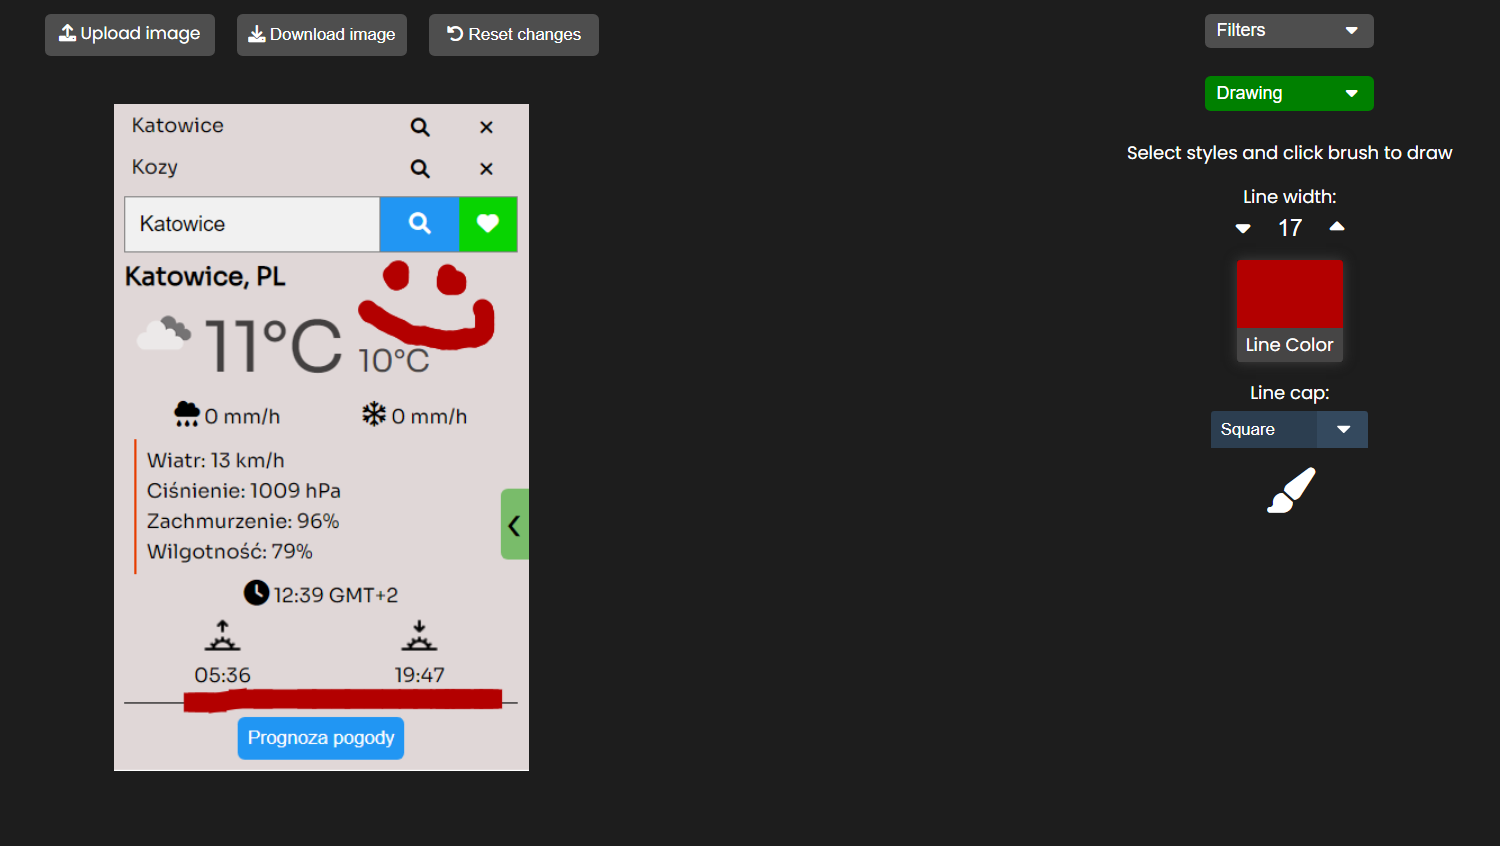 Upload image
Download image
Reset changes
Filters
Drawing
Select styles and click brush to draw
Line width:
17
Line Color
Line cap:
Square
Katowice
Kozy
Katowice
Katowice, PL
11°C
10°C
0 mm/h
0 mm/h
Wiatr: 13 km/h
Ciśnienie: 1009 hPa
Zachmurzenie: 96%
Wilgotność: 79%
12:39 GMT+2
05:36
19:47
Prognoza pogody